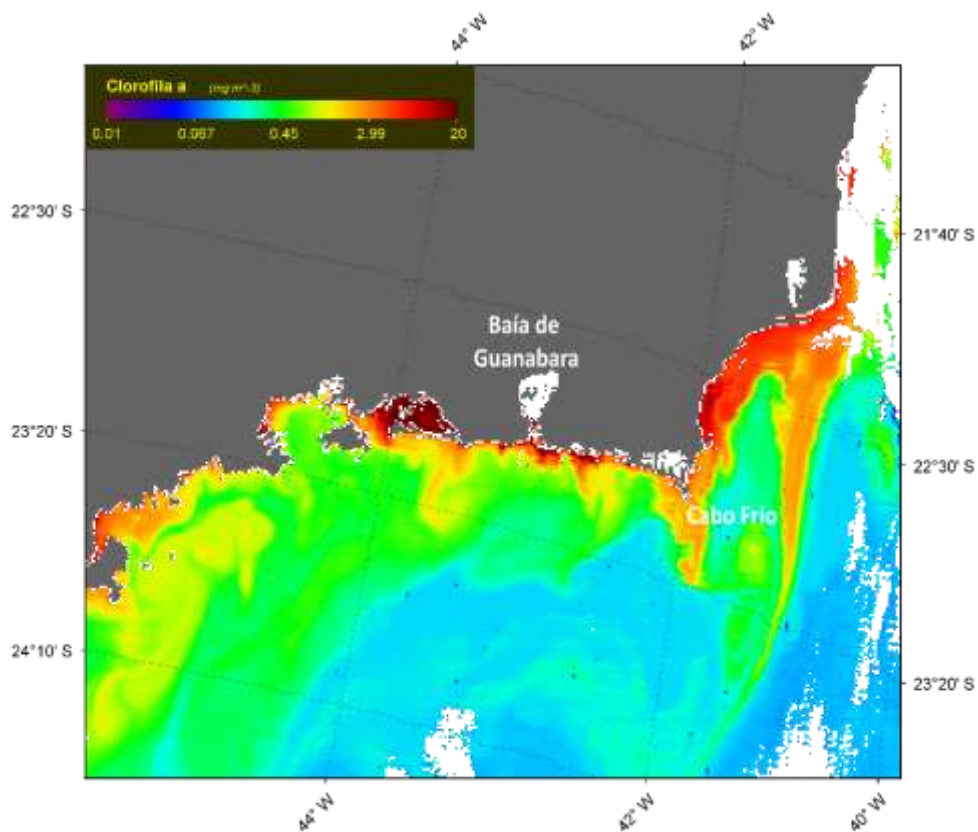 44° W
42° W
Clorofila a (mg m^-3)
0.01 0.067 0.45 2.99 20
22°30' S
21°40' S
Baía de
Guanabara
23°20' S
22°30' S
Cabo Frio
24°10' S
23°20' S
44° W
42° W
40° W